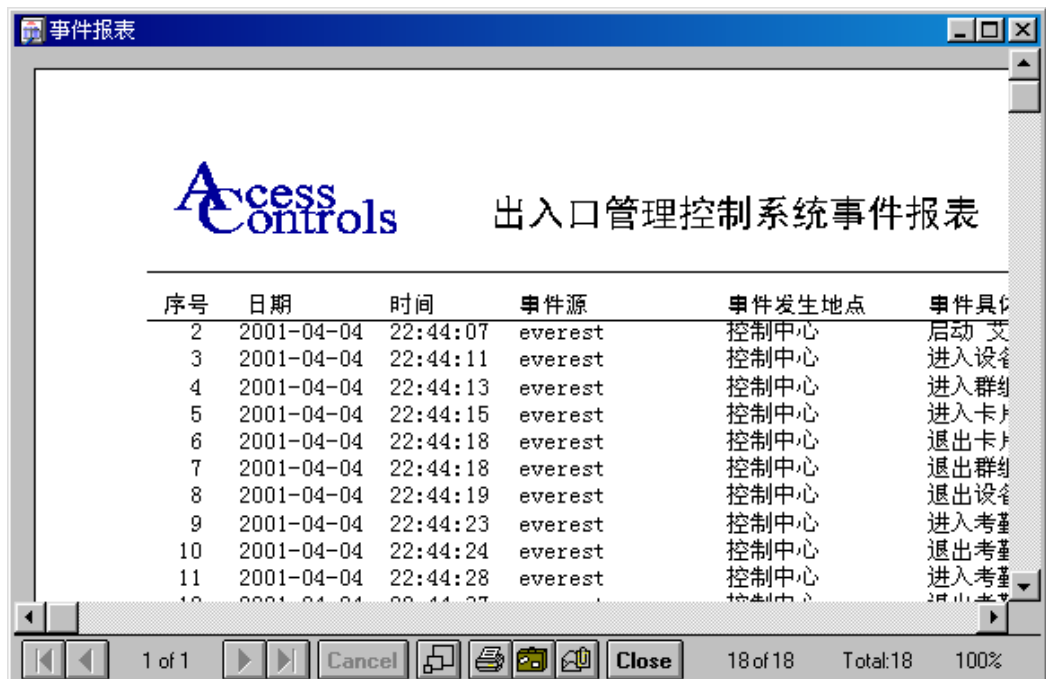 事件报表
Access Controls
出入口管理控制系统事件报表
序号 日期 时间 事件源 事件发生地点 事件具
2 2001-04-04 22:44:07 everest 控制中心 启动 艾
3 2001-04-04 22:44:11 everest 控制中心 进入设
4 2001-04-04 22:44:13 everest 控制中心 进入群
5 2001-04-04 22:44:15 everest 控制中心 进入卡
6 2001-04-04 22:44:18 everest 控制中心 退出卡
7 2001-04-04 22:44:18 everest 控制中心 退出群
8 2001-04-04 22:44:19 everest 控制中心 退出设
9 2001-04-04 22:44:23 everest 控制中心 进入考
10 2001-04-04 22:44:24 everest 控制中心 退出考
11 2001-04-04 22:44:28 everest 控制中心 进入考
1 of 1 Cancel Close 18 of 18 Total:18 100%